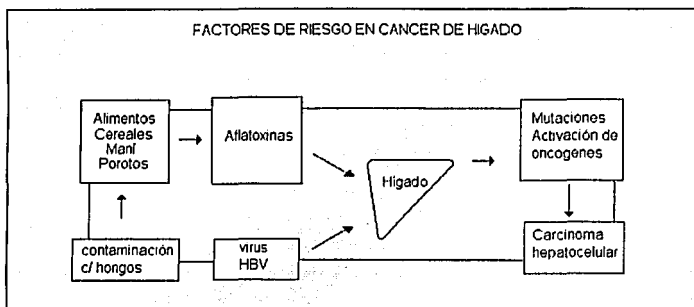 FACTORES DE RIESGO EN CANCER DE HIGADO
Alimentos
Cereales
Maní
Porotos
Aflatoxinas
Mutaciones
Activación de
oncogenes
Higado
contaminación
c/ hongos
virus
HBV
Carcinoma
hepatocelular